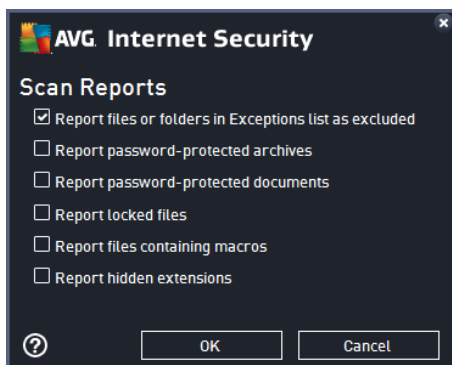 AVG Internet Security
Scan Reports
Report files or folders in Exceptions list as excluded
Report password-protected archives
Report password-protected documents
Report locked files
Report files containing macros
Report hidden extensions
? OK Cancel